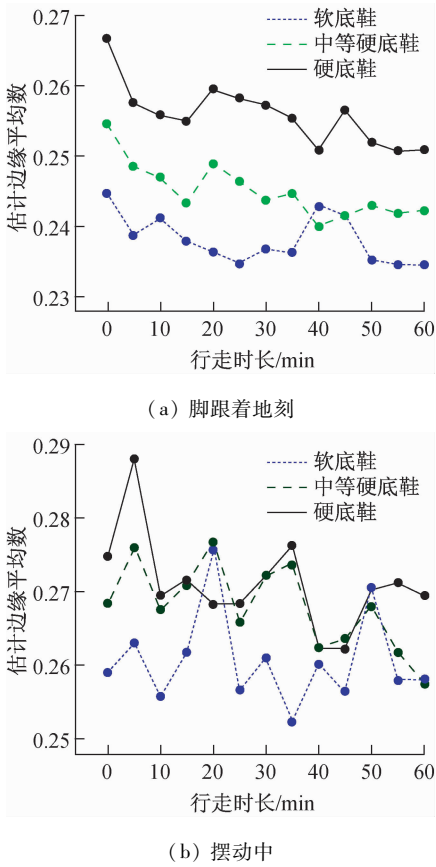 0.27
0.26
0.25
0.24
0.23
估计边缘平均数
软底鞋
中等硬底鞋
硬底鞋
0 10 20 30 40 50 60
行走时长/min
(a) 脚跟着地刻
0.29
0.28
0.27
0.26
0.25
估计边缘平均数
软底鞋
中等硬底鞋
硬底鞋
0 10 20 30 40 50 60
行走时长/min
(b) 摆动中